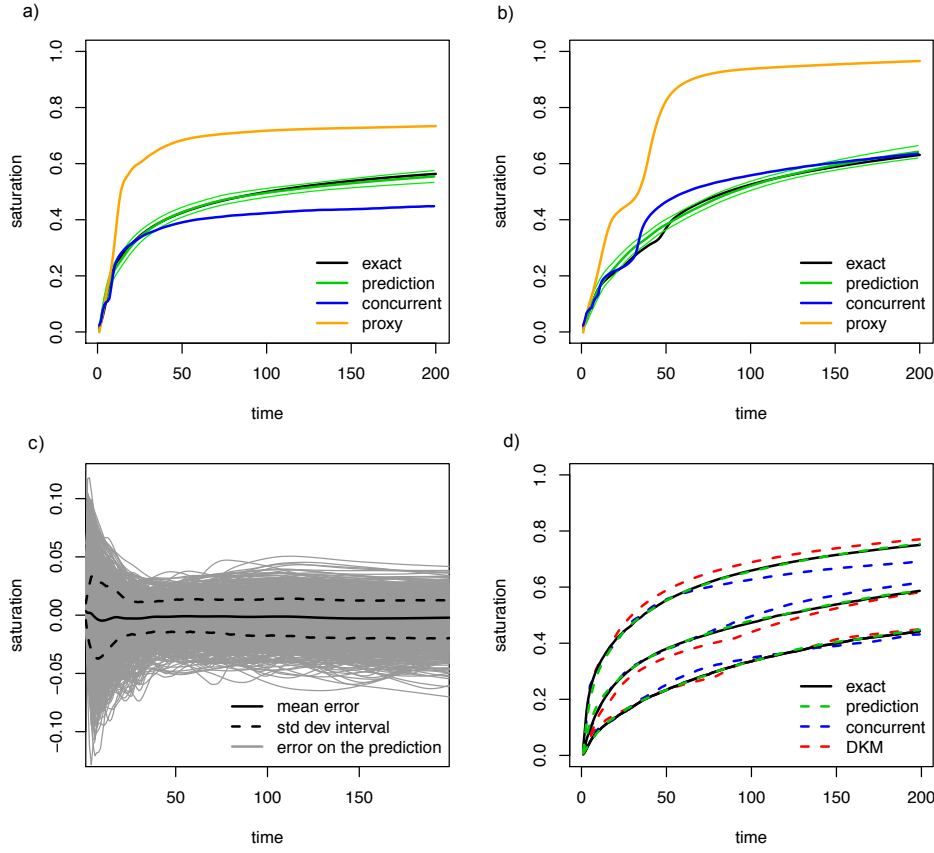 a)
saturation
1.0
0.8
0.6
0.4
0.2
0.0
exact
prediction
concurrent
proxy
0 50 100 150 200
time
b)
saturation
1.0
0.8
0.6
0.4
0.2
0.0
exact
prediction
concurrent
proxy
0 50 100 150 200
time
c)
saturation
0.10
0.05
0.00
−0.05
−0.10
mean error
std dev interval
error on the prediction
50 100 150
time
d)
saturation
1.0
0.8
0.6
0.4
0.2
0.0
exact
prediction
concurrent
DKM
0 50 100 150 200
time